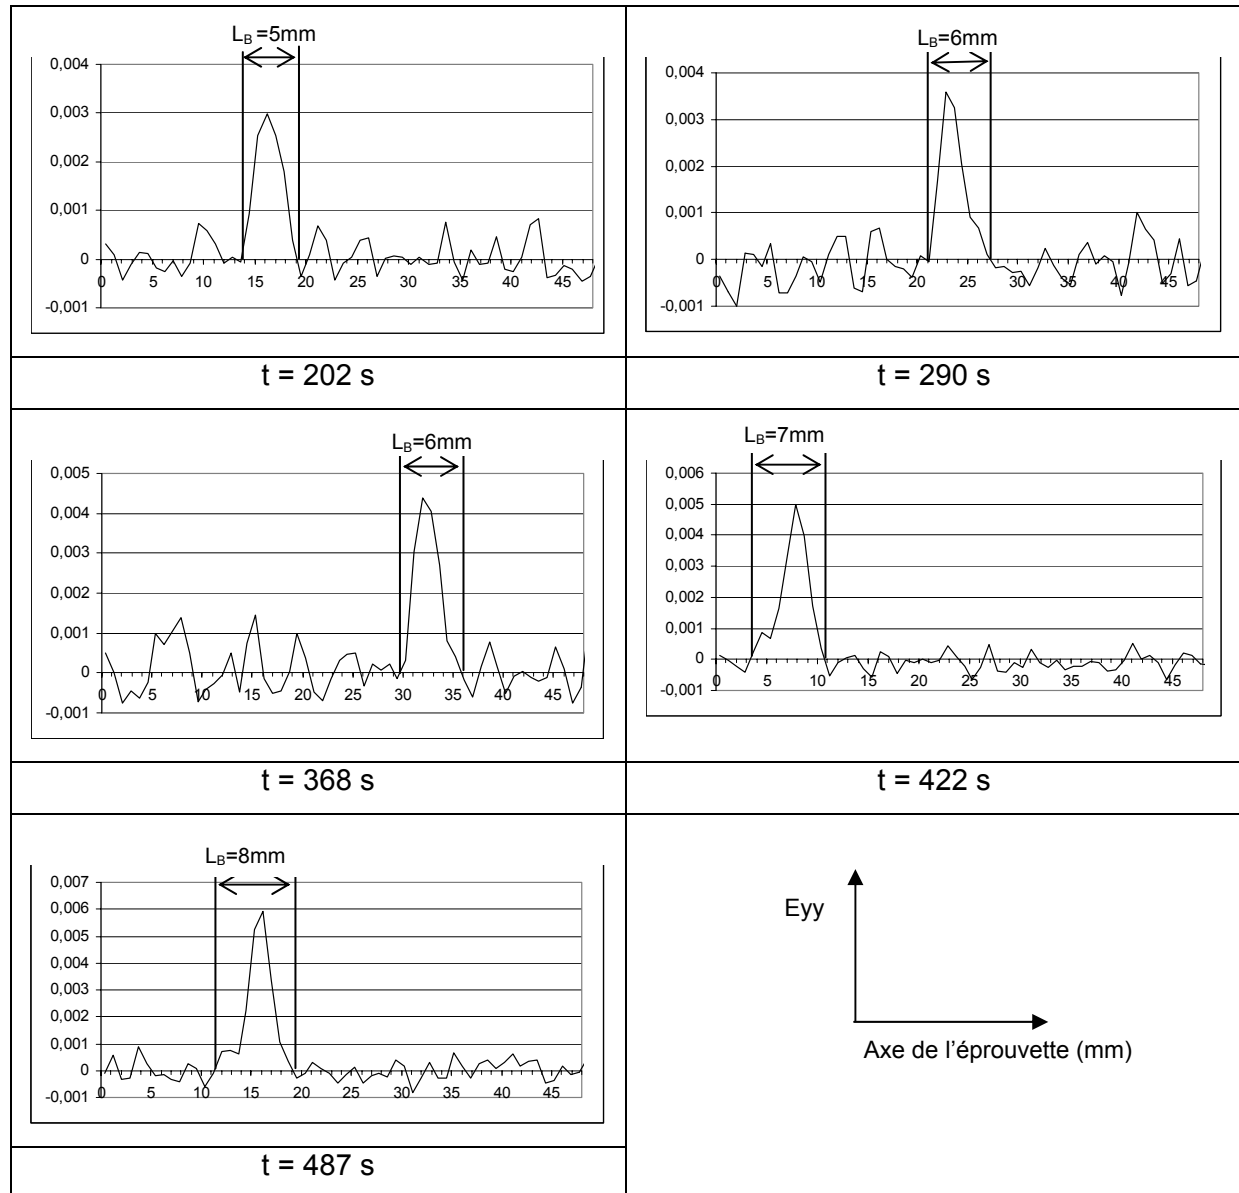 L_B =5mm
0,004
0,003
0,002
0,001
0
-0,001
0 5 10 15 20 25 30 35 40 45
t = 202 s
L_B=6mm
0,004
0,003
0,002
0,001
0
-0,001
0 5 10 15 20 25 30 35 40 45
t = 290 s
L_B=6mm
0,005
0,004
0,003
0,002
0,001
0
-0,001
0 5 10 15 20 25 30 35 40 45
t = 368 s
L_B=7mm
0,006
0,005
0,004
0,003
0,002
0,001
0
-0,001
0 5 10 15 20 25 30 35 40 45
t = 422 s
L_B=8mm
0,007
0,006
0,005
0,004
0,003
0,002
0,001
0
-0,001
0 5 10 15 20 25 30 35 40 45
t = 487 s
Eyy
Axe de l'éprouvette (mm)